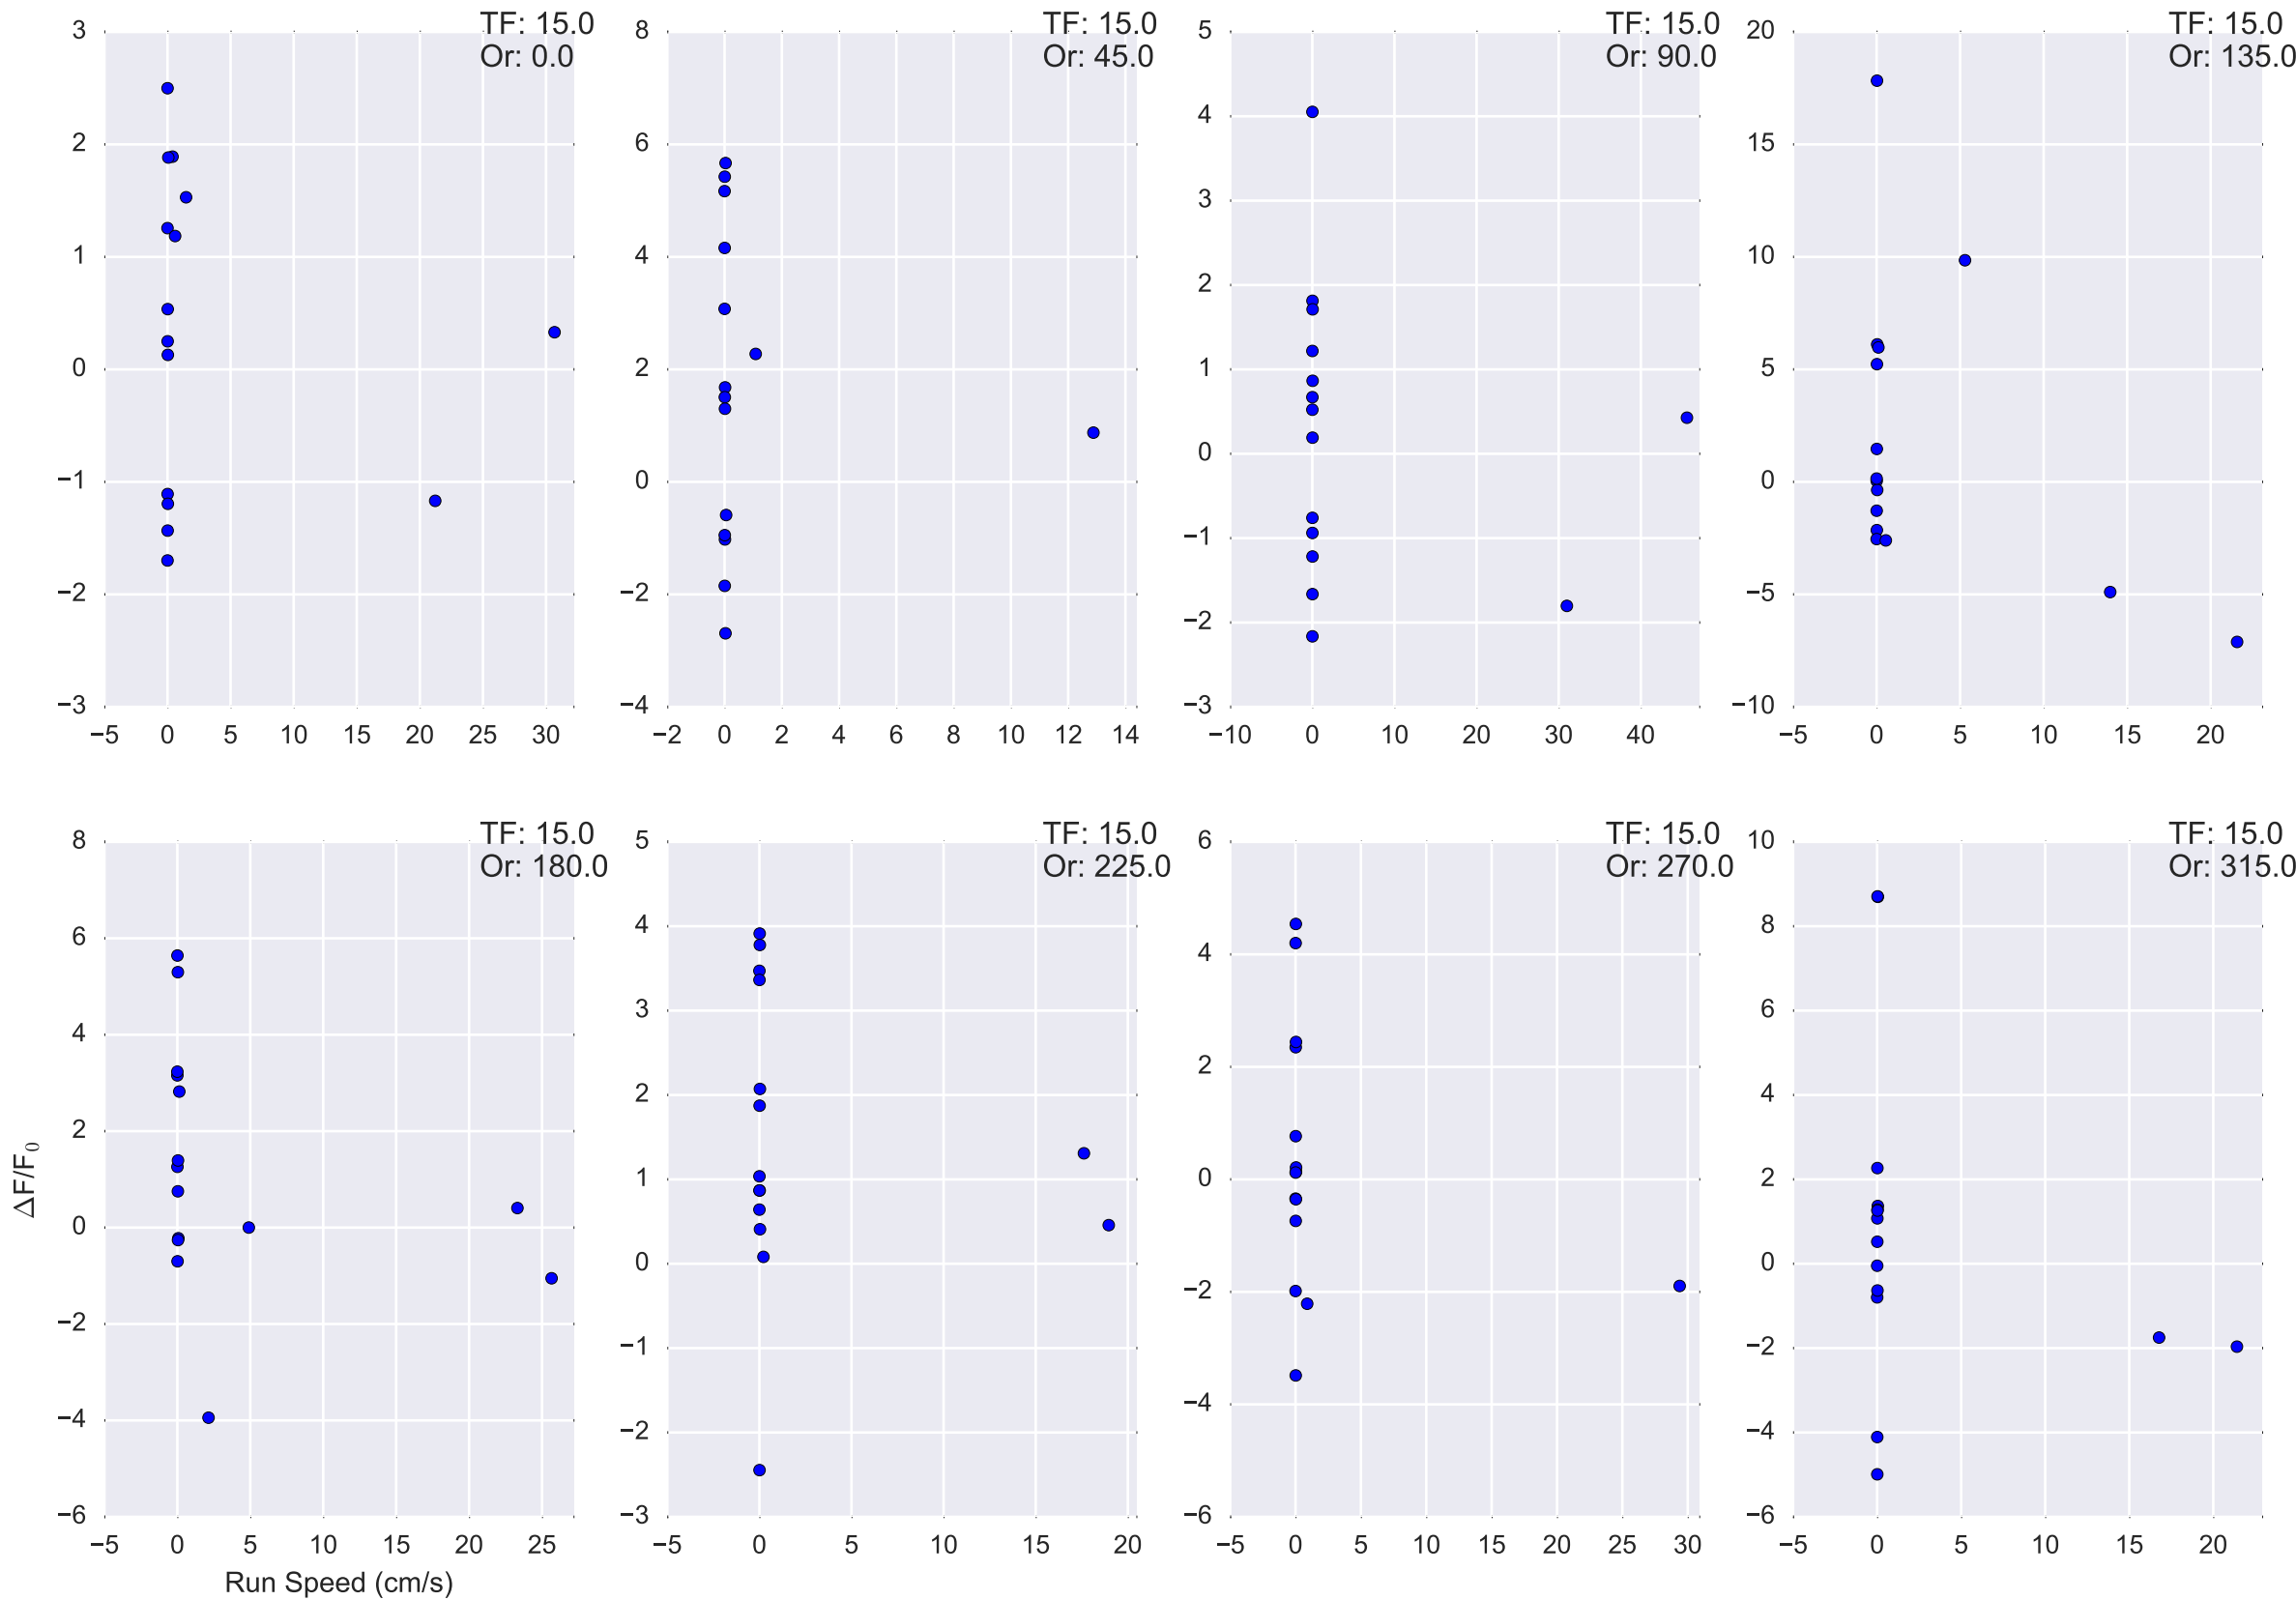 TF: 15.0
Or: 0.0
3
2
1
0
−1
−2
−3
−5 0 5 10 15 20 25 30
TF: 15.0
Or: 45.0
8
6
4
2
0
−2
−4
−2 0 2 4 6 8 10 12 14
TF: 15.0
Or: 90.0
5
4
3
2
1
0
−1
−2
−3
−10 0 10 20 30 40
TF: 15.0
Or: 135.0
20
15
10
5
0
−5
−10
−5 0 5 10 15 20
TF: 15.0
Or: 180.0
8
6
4
2
0
−2
−4
−6
−5 0 5 10 15 20 25
ΔF/F₀
Run Speed (cm/s)
TF: 15.0
Or: 225.0
5
4
3
2
1
0
−1
−2
−3
−5 0 5 10 15 20
TF: 15.0
Or: 270.0
6
4
2
0
−2
−4
−6
−5 0 5 10 15 20 25 30
TF: 15.0
Or: 315.0
10
8
6
4
2
0
−2
−4
−6
−5 0 5 10 15 20